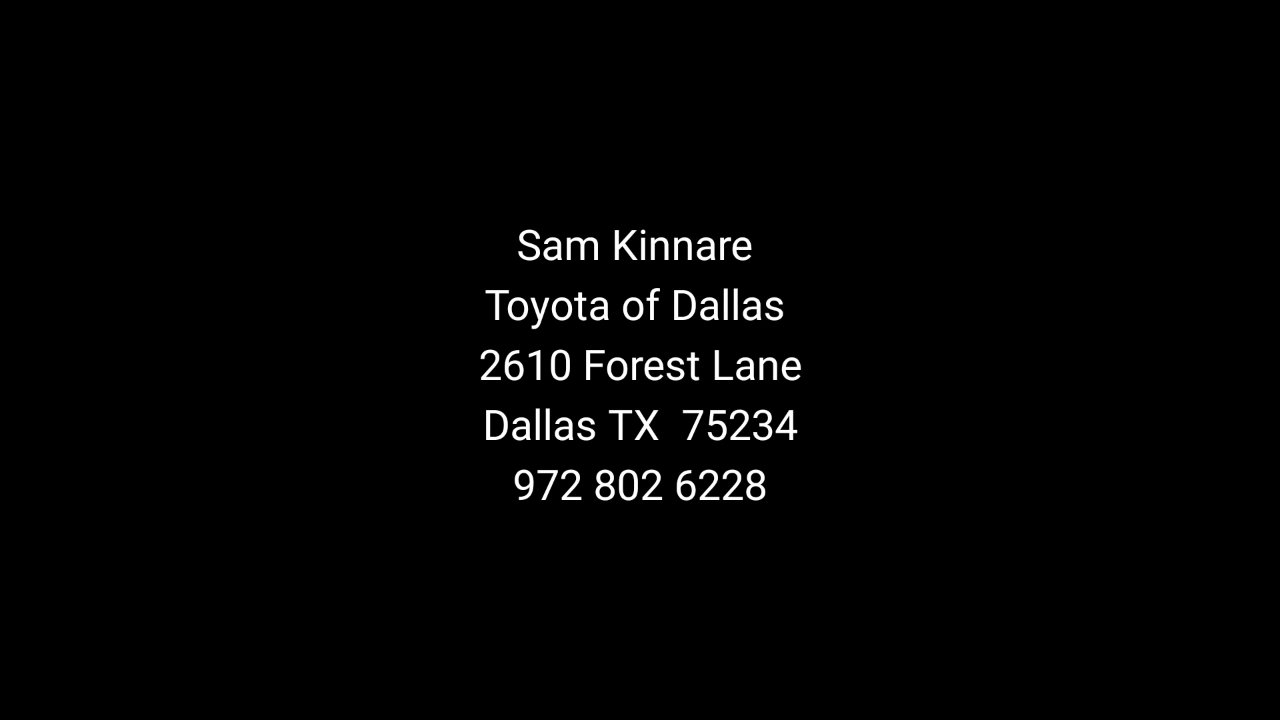 Sam Kinnare
Toyota of Dallas
2610 Forest Lane
Dallas TX  75234
972 802 6228